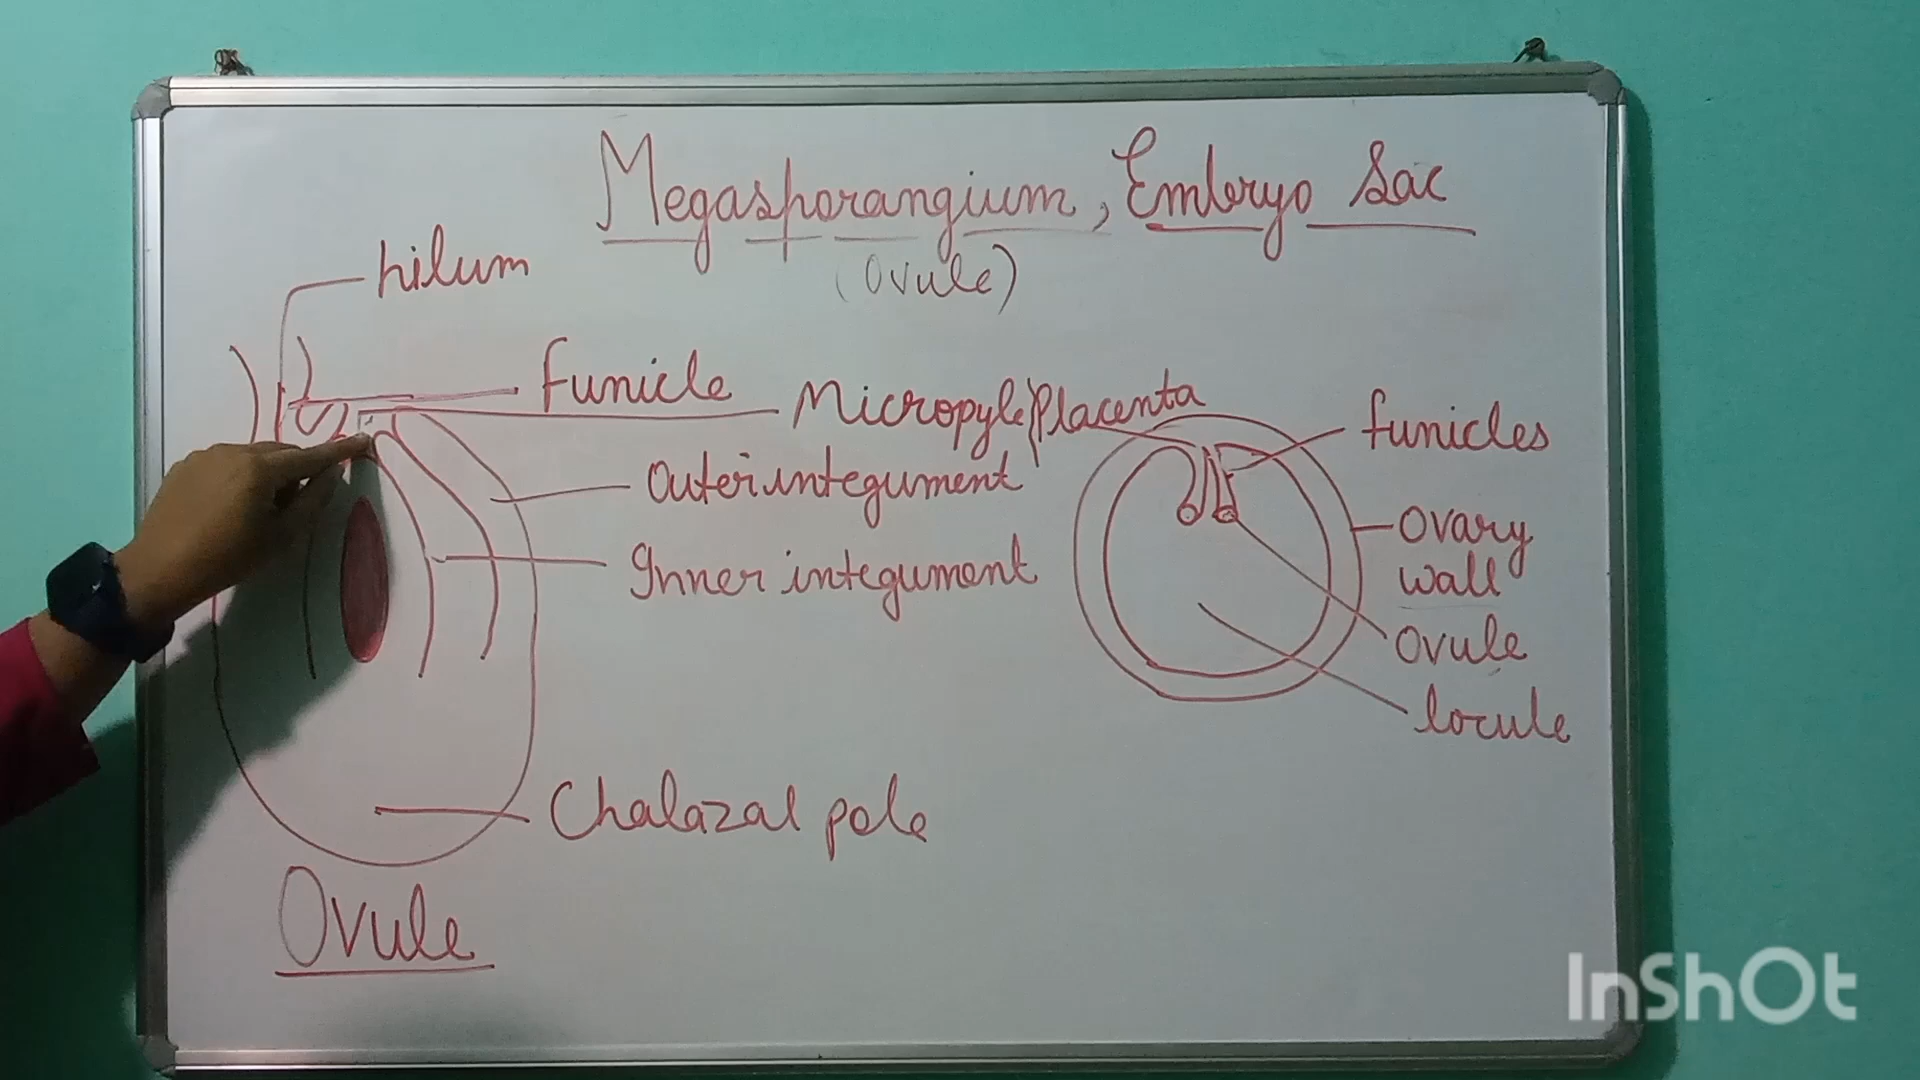 Megasporangium, Embryo Sac
(Ovule)
hilum
Funicle
Micropyle
Outer integument
Inner integument
Chalazal pole
Ovule
Placenta
funicles
Ovary
wall
Ovule
locule
InShOt